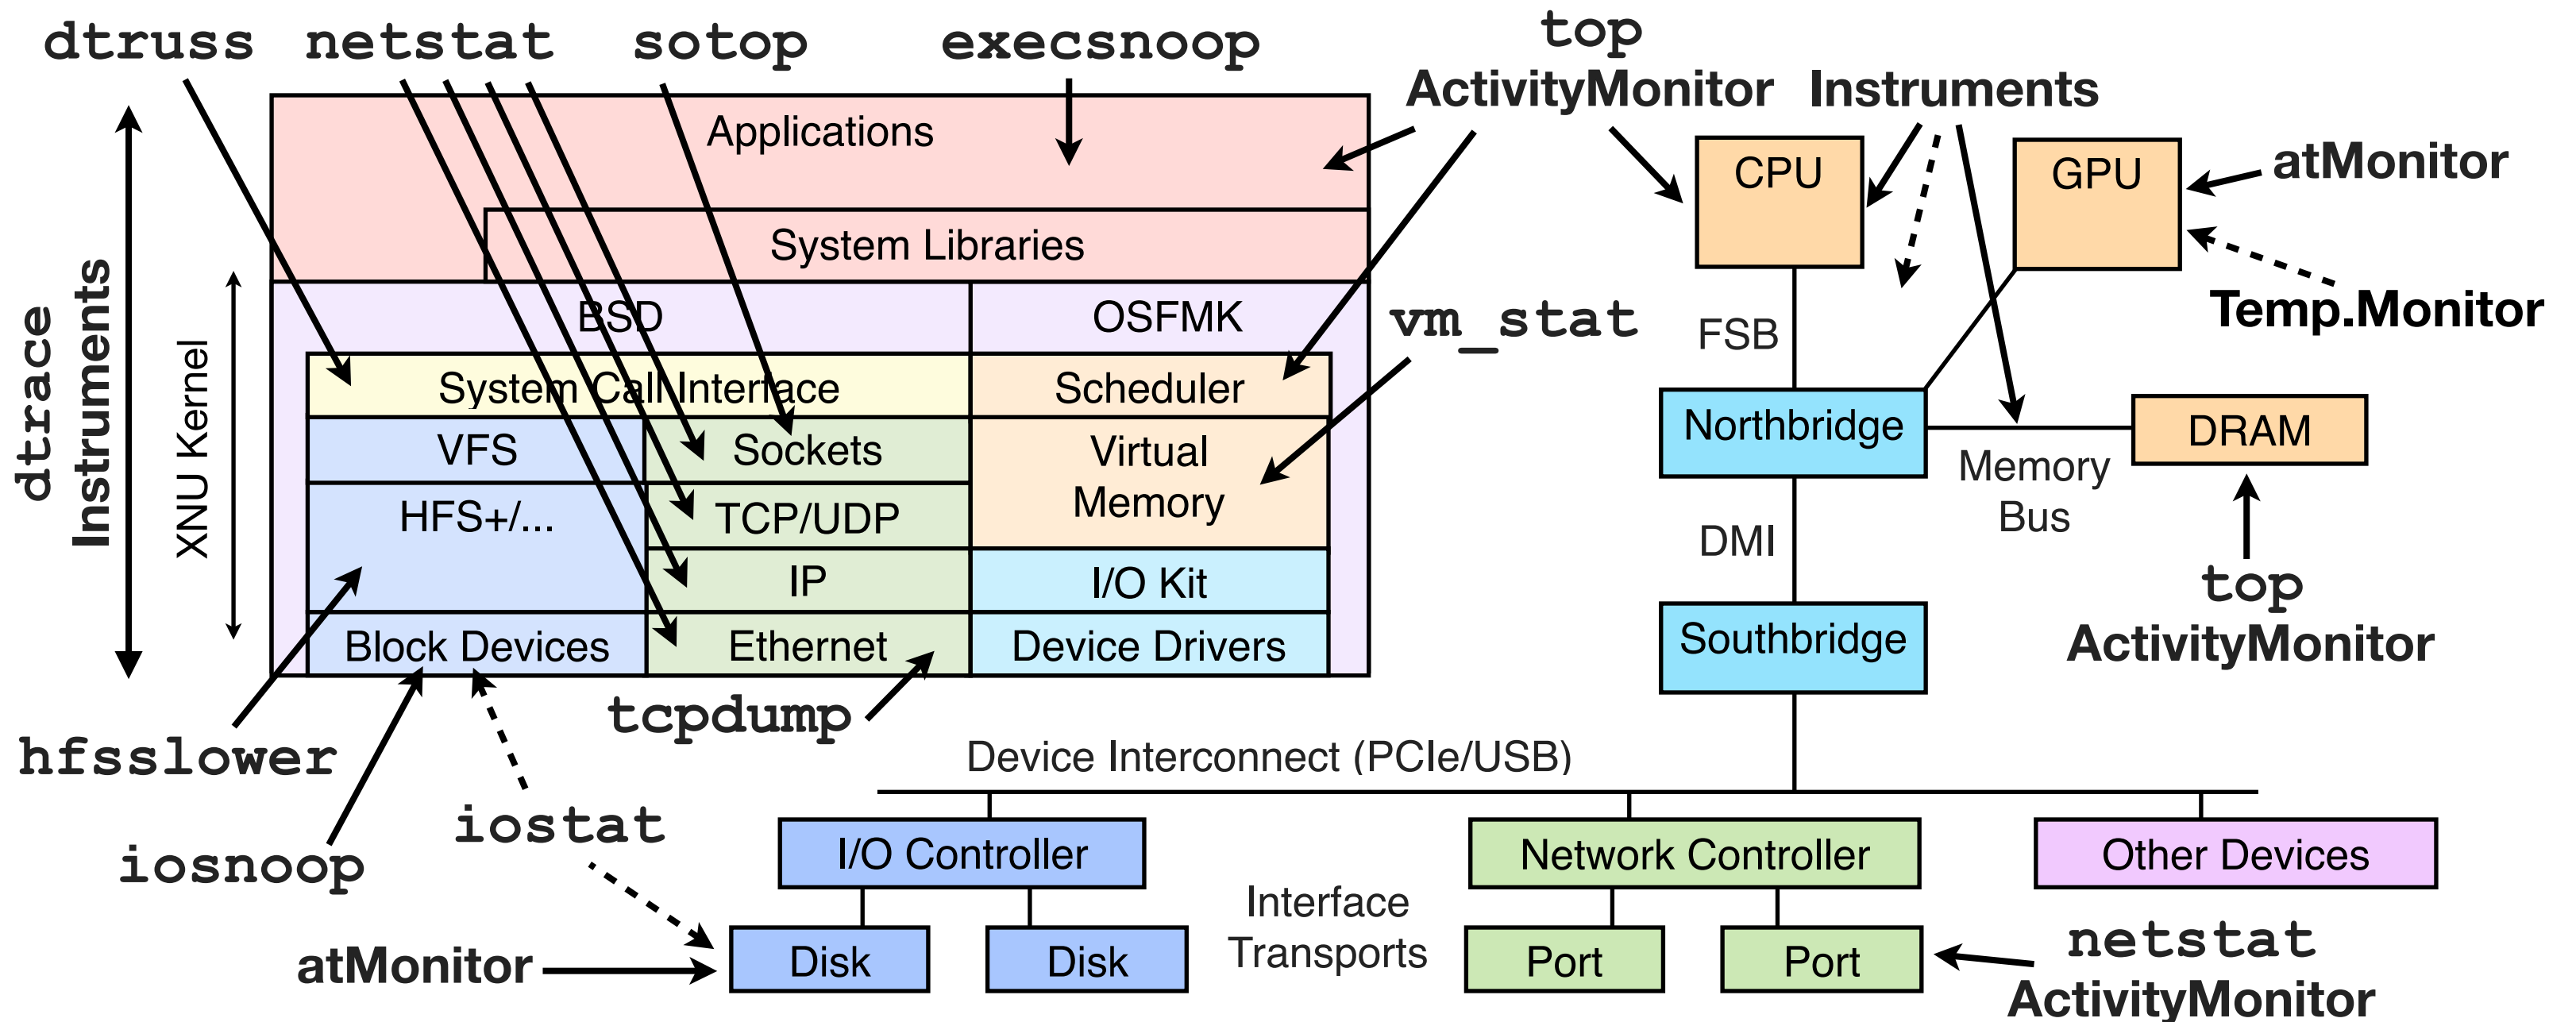 dtruss
netstat
sotop
execsnoop
top
ActivityMonitor
Instruments
atMonitor
Temp.Monitor
dtrace
Instruments
XNU Kernel
Applications
System Libraries
BSD
OSFMK
System Call Interface
Scheduler
VFS
Sockets
Virtual
Memory
HFS+/...
TCP/UDP
IP
I/O Kit
Block Devices
Ethernet
Device Drivers
vm_stat
CPU
GPU
FSB
Northbridge
Memory
Bus
DRAM
DMI
Southbridge
top
ActivityMonitor
hfsslower
tcpdump
iosnoop
iostat
atMonitor
Device Interconnect (PCIe/USB)
I/O Controller
Network Controller
Other Devices
Disk
Disk
Interface
Transports
Port
Port
netstat
ActivityMonitor